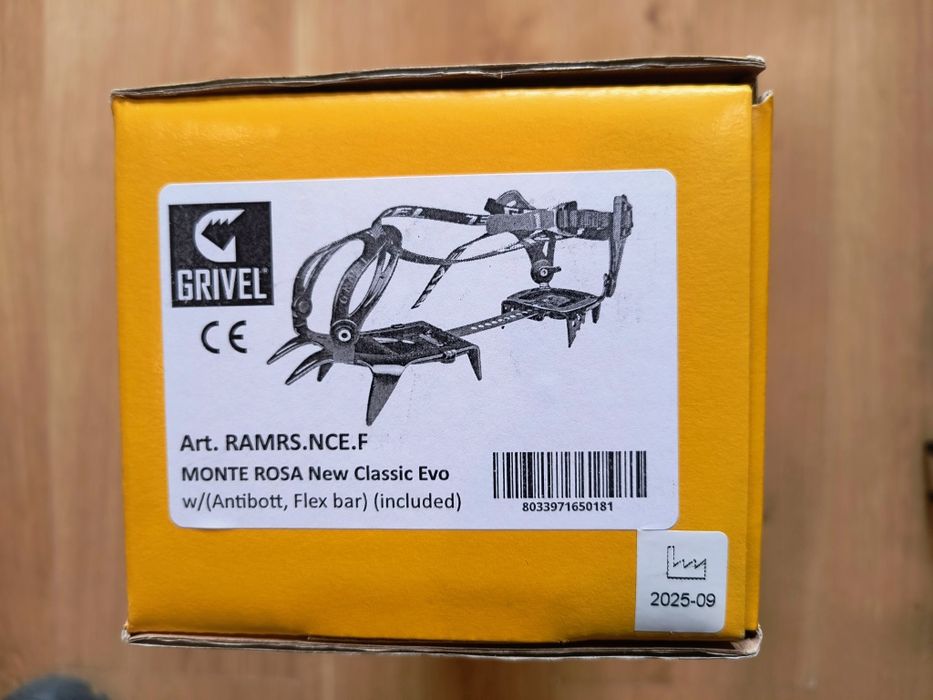 GRIVEL®
CE
Art. RAMRS.NCE.F
MONTE ROSA New Classic Evo
w/(Antibott, Flex bar) (included)
8033971650181
2025-09